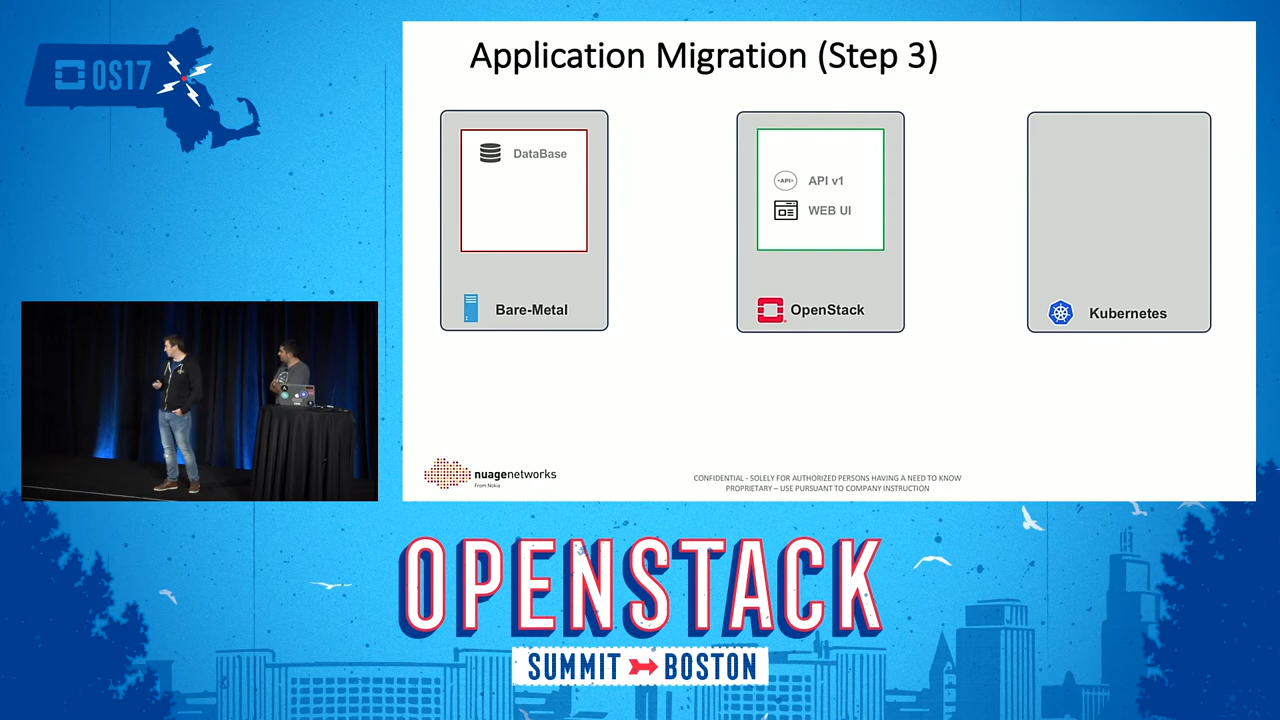 OS17
Application Migration (Step 3)
DataBase
Bare-Metal
API
API v1
WEB UI
OpenStack
Kubernetes
nuagenetworks
From Nokia
CONFIDENTIAL - SOLELY FOR AUTHORIZED PERSONS HAVING A NEED TO KNOW
PROPRIETARY – USE PURSUANT TO COMPANY INSTRUCTION
OPENSTACK
SUMMIT BOSTON